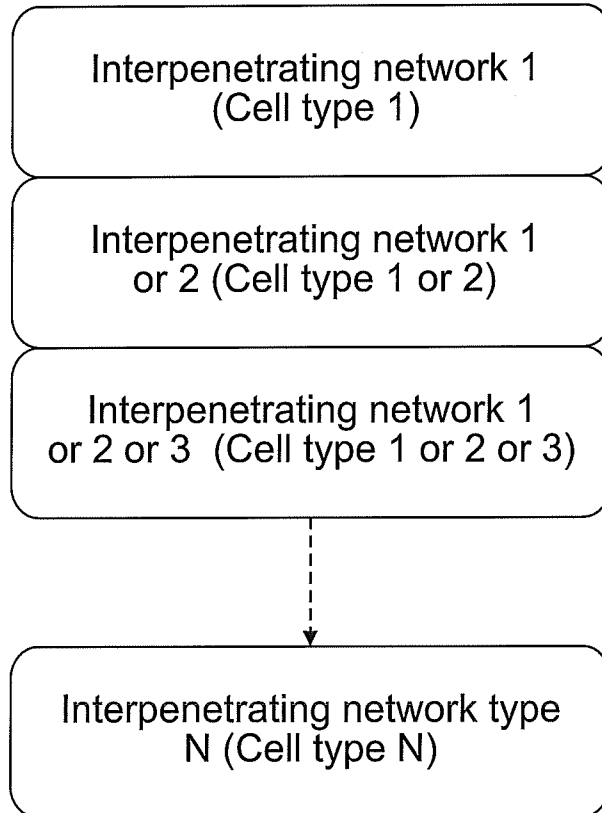 Interpenetrating network 1
(Cell type 1)
Interpenetrating network 1
or 2 (Cell type 1 or 2)
Interpenetrating network 1
or 2 or 3 (Cell type 1 or 2 or 3)
Interpenetrating network type
N (Cell type N)